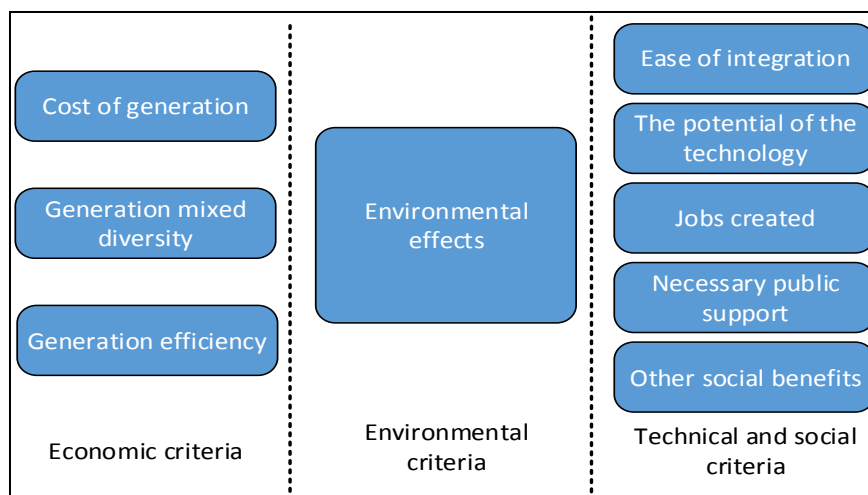 Cost of generation
Generation mixed
diversity
Generation efficiency
Economic criteria
Environmental
effects
Environmental
criteria
Ease of integration
The potential of the
technology
Jobs created
Necessary public
support
Other social benefits
Technical and social
criteria